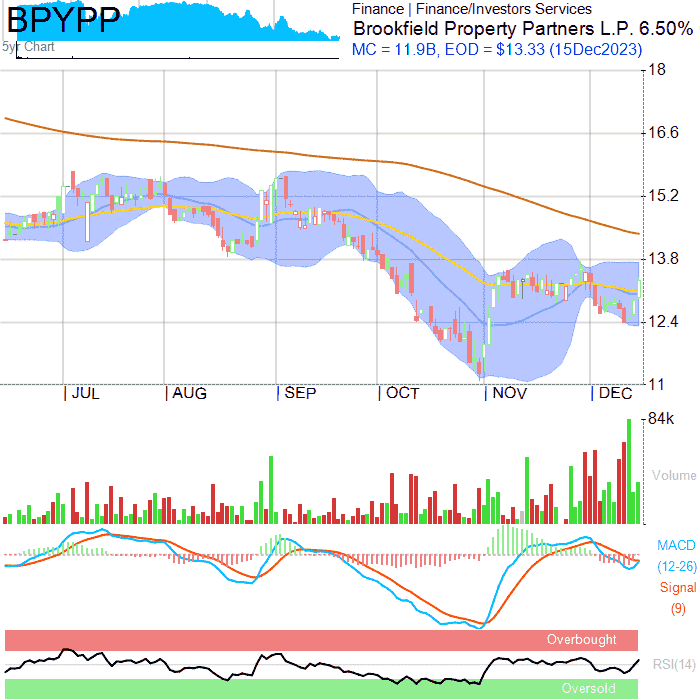 BPYPP
5yr Chart
Finance | Finance/Investors Services
Brookfield Property Partners L.P. 6.50%
MC = 11.9B, EOD = $13.33 (15Dec2023)
18
16.6
15.2
13.8
12.4
11
JUL AUG SEP OCT NOV DEC
84k
Volume
MACD
(12-26)
Signal
(9)
Overbought
RSI(14)
Oversold